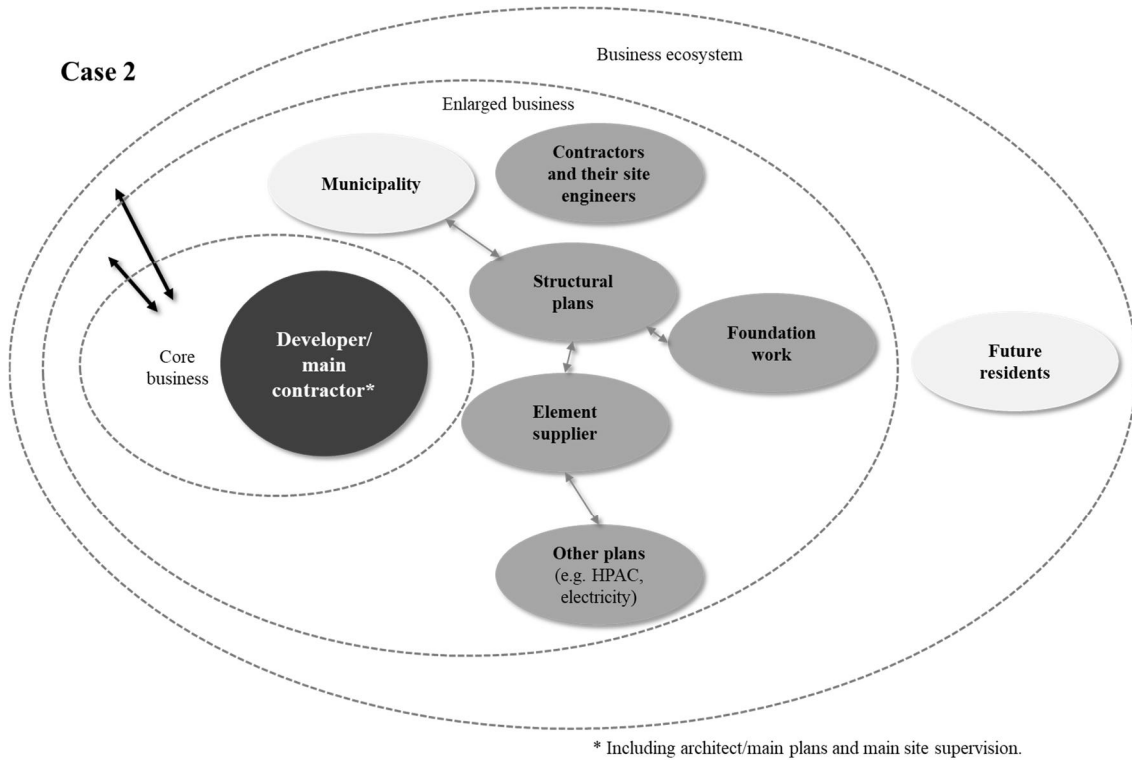 Case 2
Business ecosystem
Enlarged business
Contractors
and their site
engineers
Municipality
Structural
plans
Foundation
work
Developer/
main
contractor*
Core
business
Future
residents
Element
supplier
Other plans
(e.g. HPAC,
electricity)
* Including architect/main plans and main site supervision.